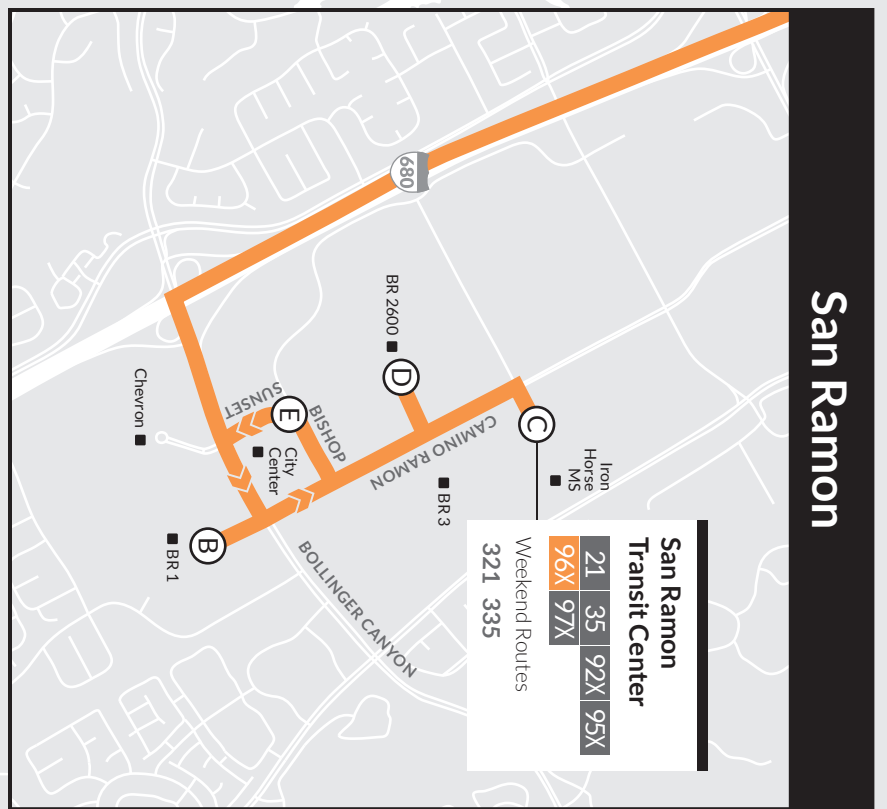 San Ramon
San Ramon
Transit Center
21 35 92X 95X
96X 97X
Weekend Routes
321 335
Iron
Horse
MS
C
680
BR 2600
D
BR 3
CAMINO RAMON
BISHOP
SUNSET
E
City
Center
Chevron
B
BR 1
BOLLINGER CANYON